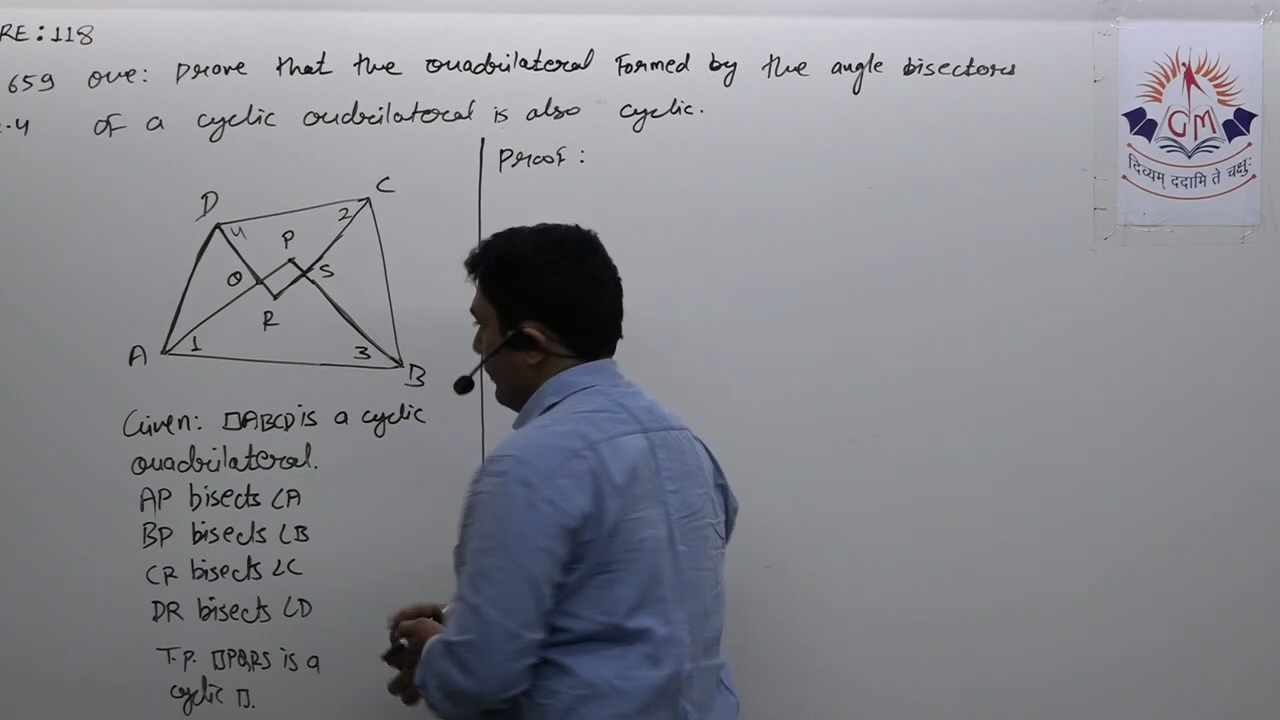 RE: 118
659 que: Prove that the quadrilateral formed by the angle bisectors
.4 of a cyclic qudrilateral is also cyclic.
Proof:
D
C
4
2
P
Q
S
R
A
1
3
B
Given: □ABCD is a cyclic
quadrilateral.
AP bisects ∠A
BP bisects ∠B
CR bisects ∠C
DR bisects ∠D
T.P. □PQRS is a
cyclic □.
GM
दिव्यम् ददामि ते चक्षुः